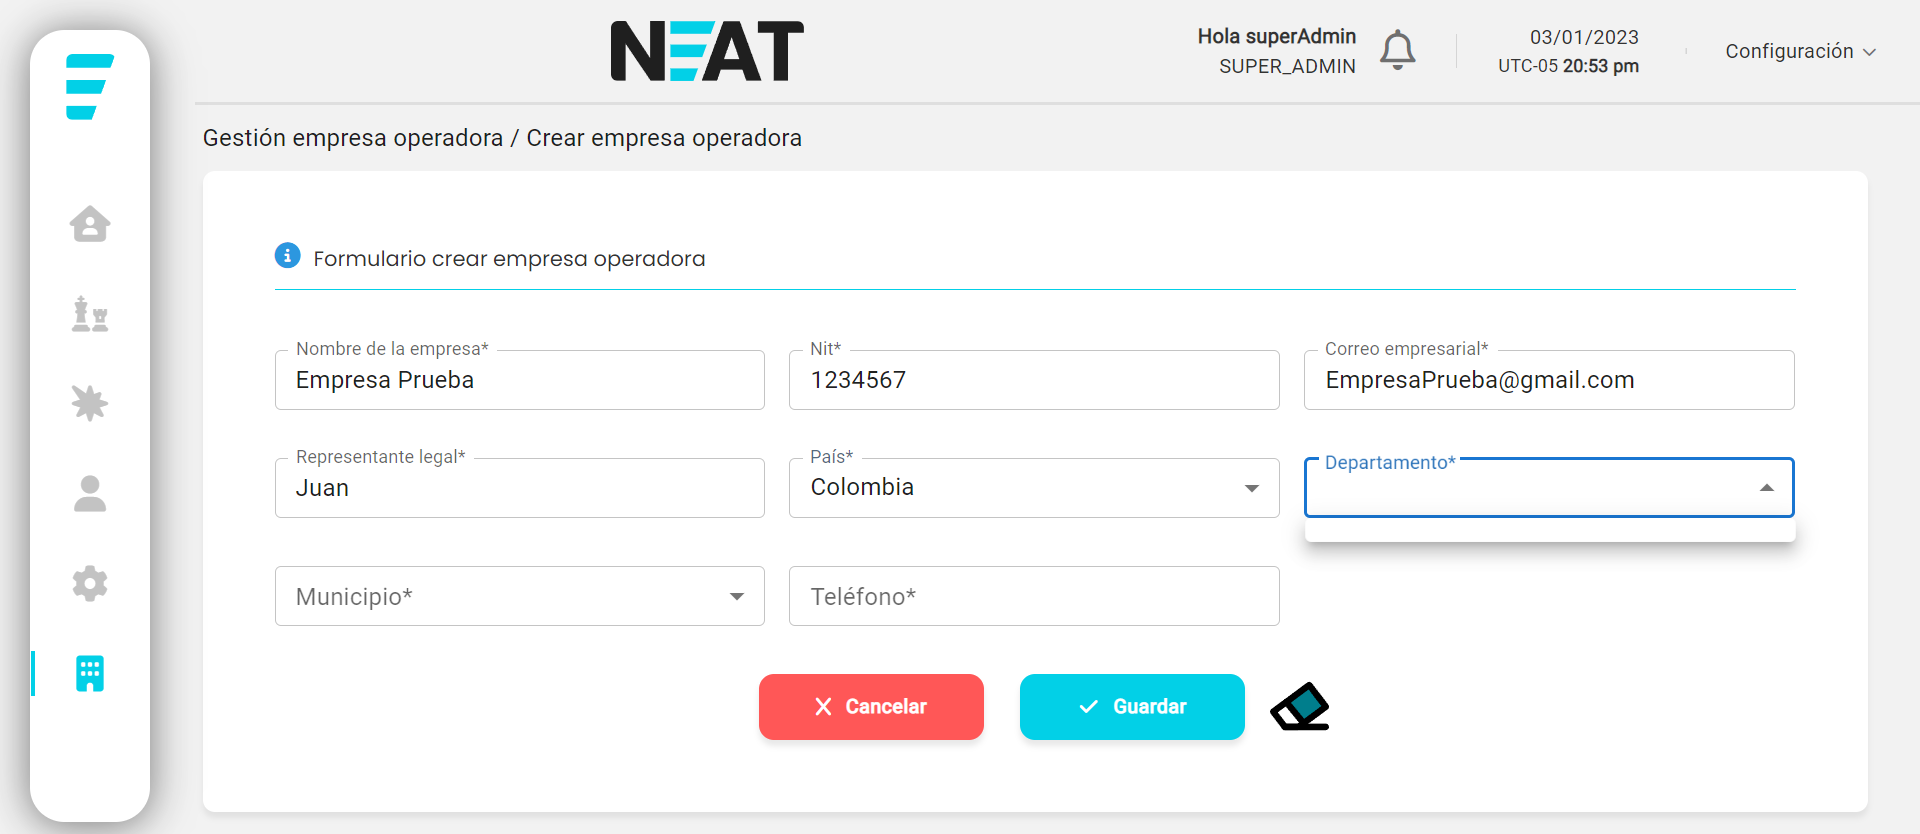 NEAT
Hola superAdmin
SUPER_ADMIN
03/01/2023
UTC-05 20:53 pm
Configuración
Gestión empresa operadora / Crear empresa operadora
Formulario crear empresa operadora
Nombre de la empresa*
Empresa Prueba
Nit*
1234567
Correo empresarial*
EmpresaPrueba@gmail.com
Representante legal*
Juan
País*
Colombia
Departamento*
Municipio*
Teléfono*
Cancelar
Guardar